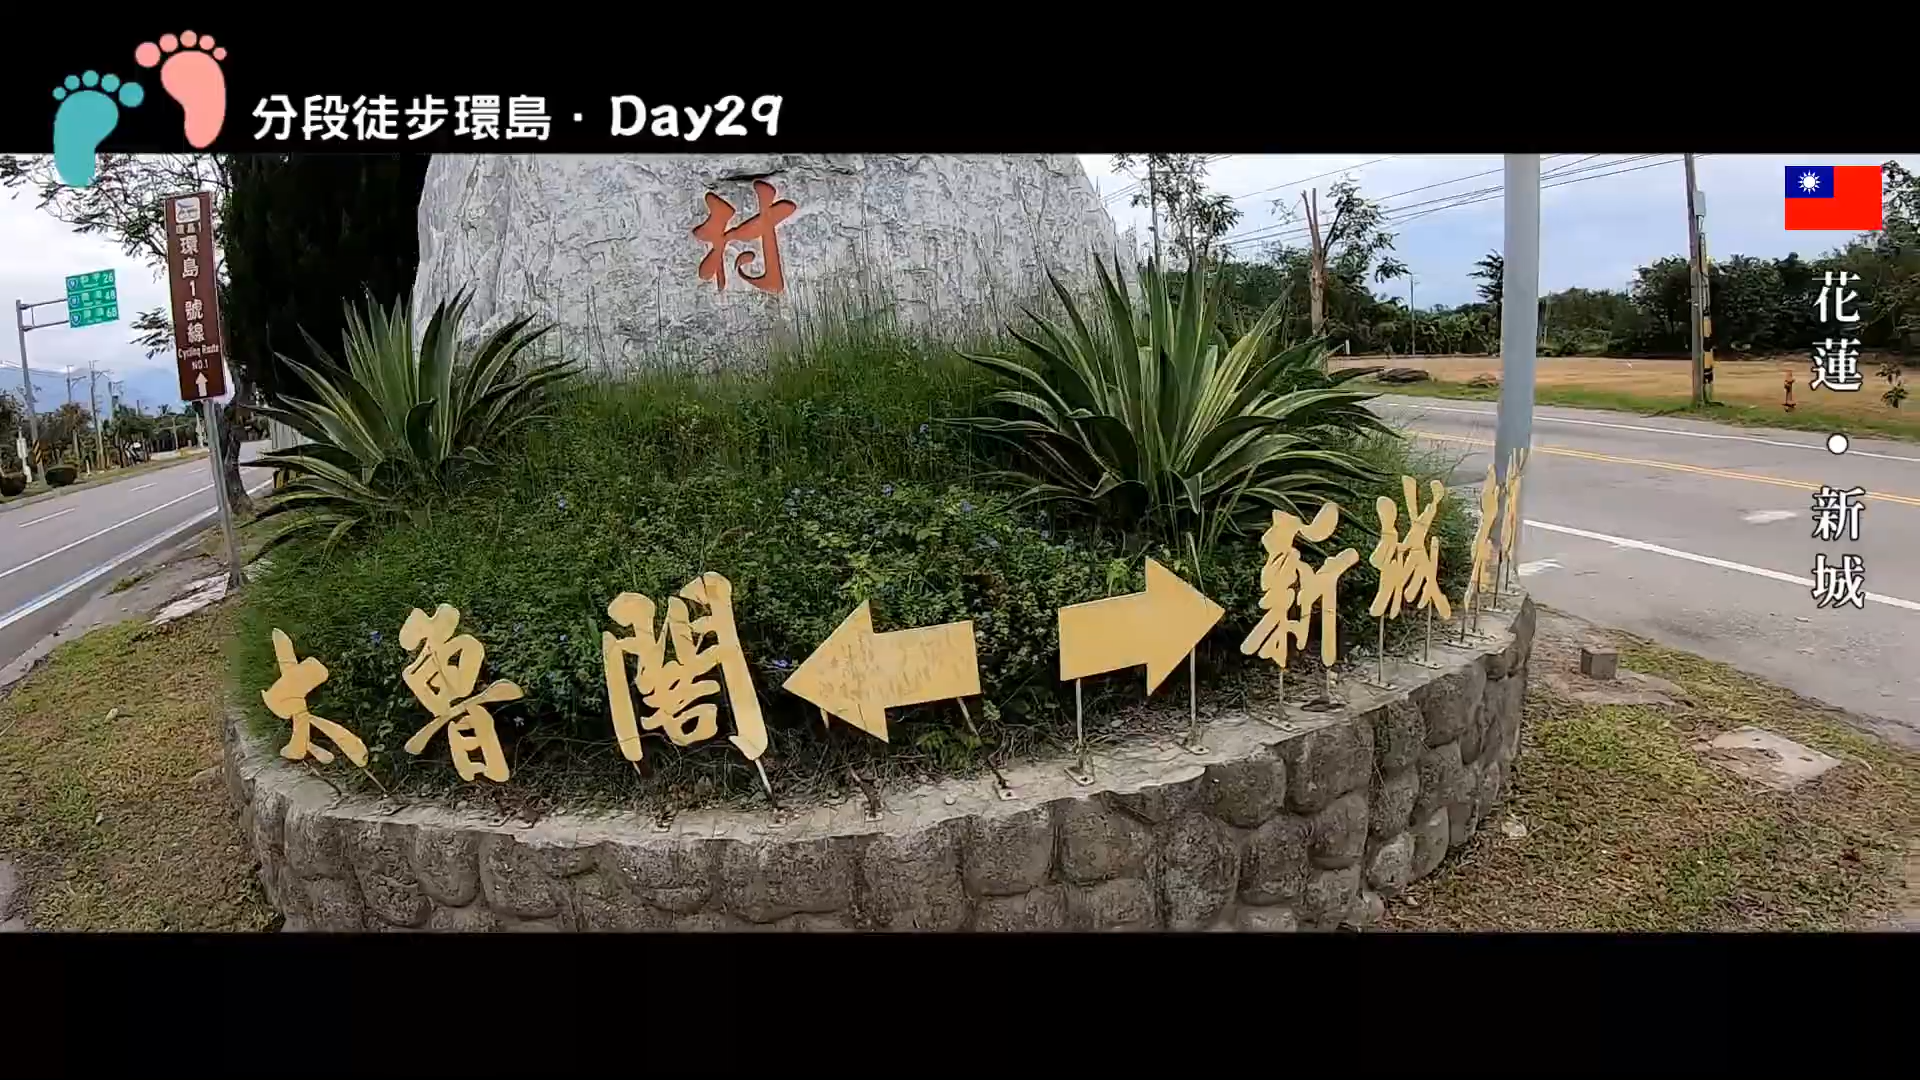 分段徒步環島·Day29
村
環島1號線
Cycling Route
NO.1
太魯閣
新城
花蓮•新城